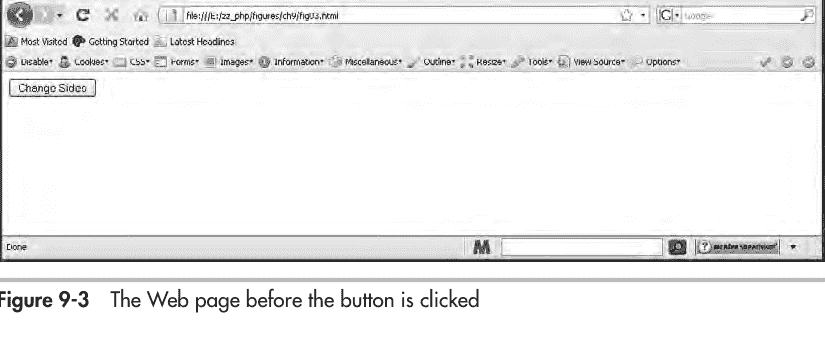 file:///E:/zz_php/figures/ch9/fig03.html
G Google
Most Visited Getting Started Latest Headlines
Disable Cookies CSS Forms Images Information Miscellaneous Outline Resize Tools View Source Options
Change Sides
Done
Figure 9-3 The Web page before the button is clicked